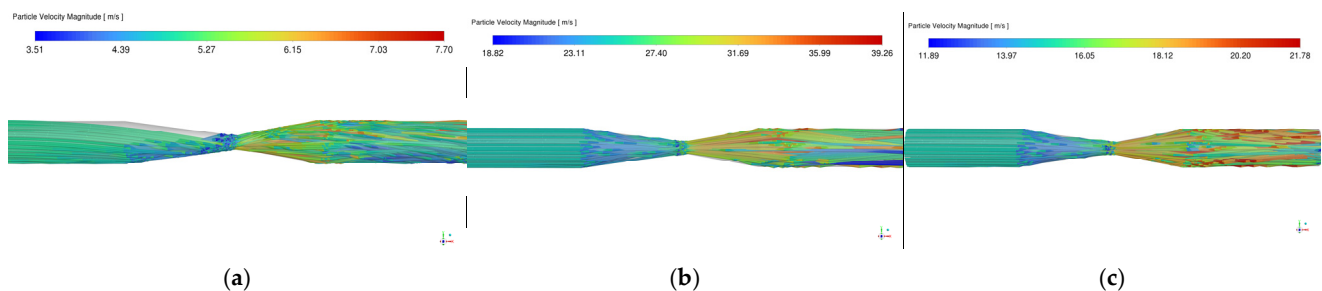 Particle Velocity Magnitude [ m/s ]
3.51 4.39 5.27 6.15 7.03 7.70
(a)
Particle Velocity Magnitude [ m/s ]
18.82 23.11 27.40 31.69 35.99 39.26
(b)
Particle Velocity Magnitude [ m/s ]
11.89 13.97 16.05 18.12 20.20 21.78
(c)